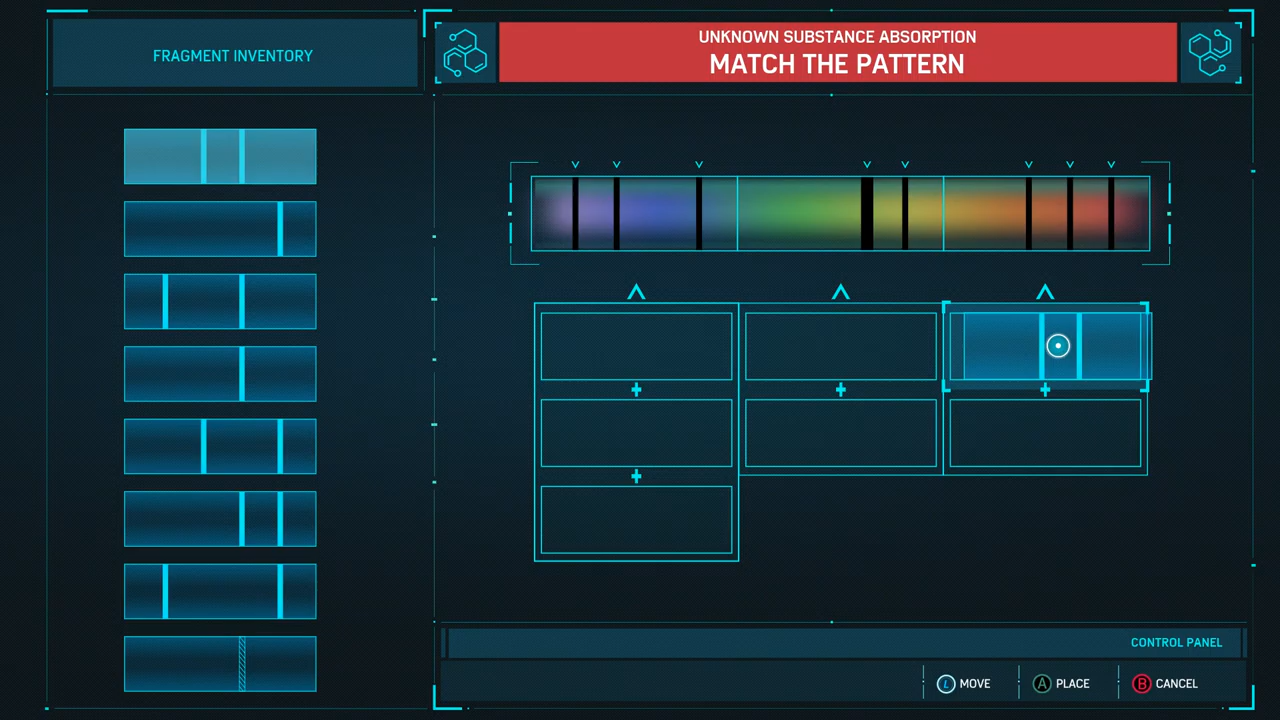 FRAGMENT INVENTORY
UNKNOWN SUBSTANCE ABSORPTION
MATCH THE PATTERN
CONTROL PANEL
L MOVE
A PLACE
B CANCEL